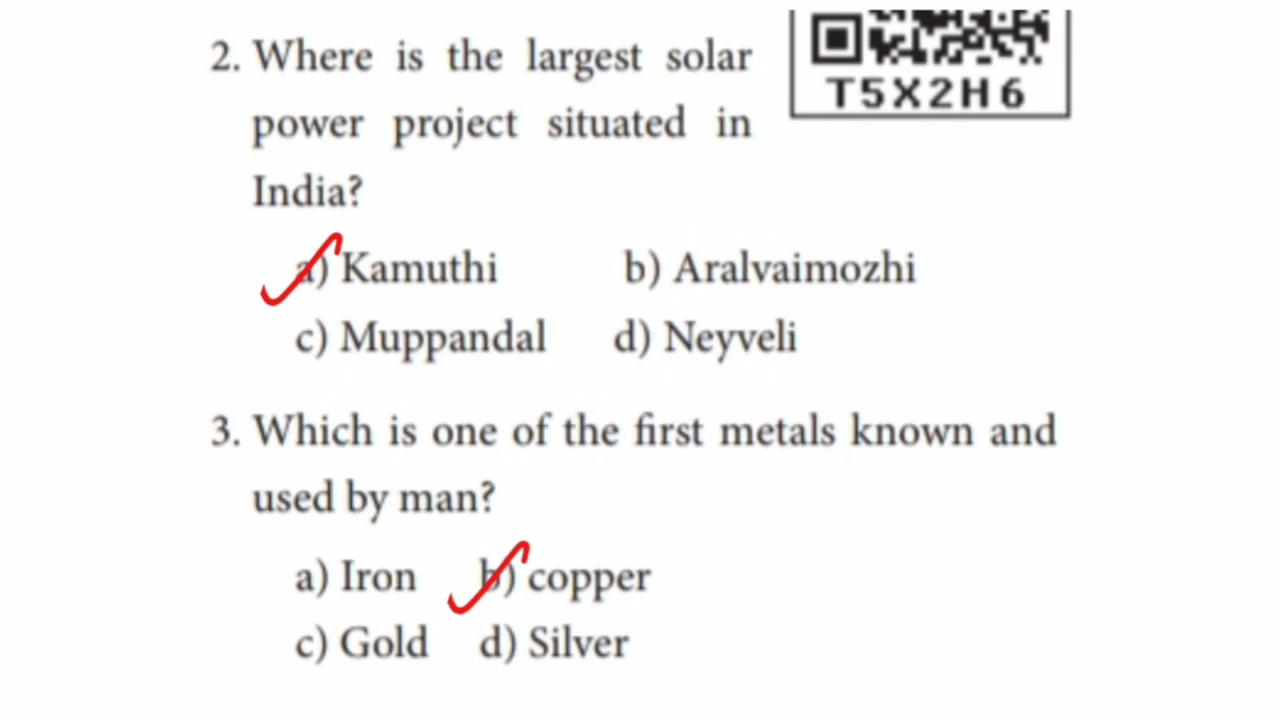 2. Where is the largest solar
power project situated in
India?
T5X2H6
a) Kamuthi b) Aralvaimozhi
c) Muppandal d) Neyveli
3. Which is one of the first metals known and
used by man?
a) Iron b) copper
c) Gold d) Silver